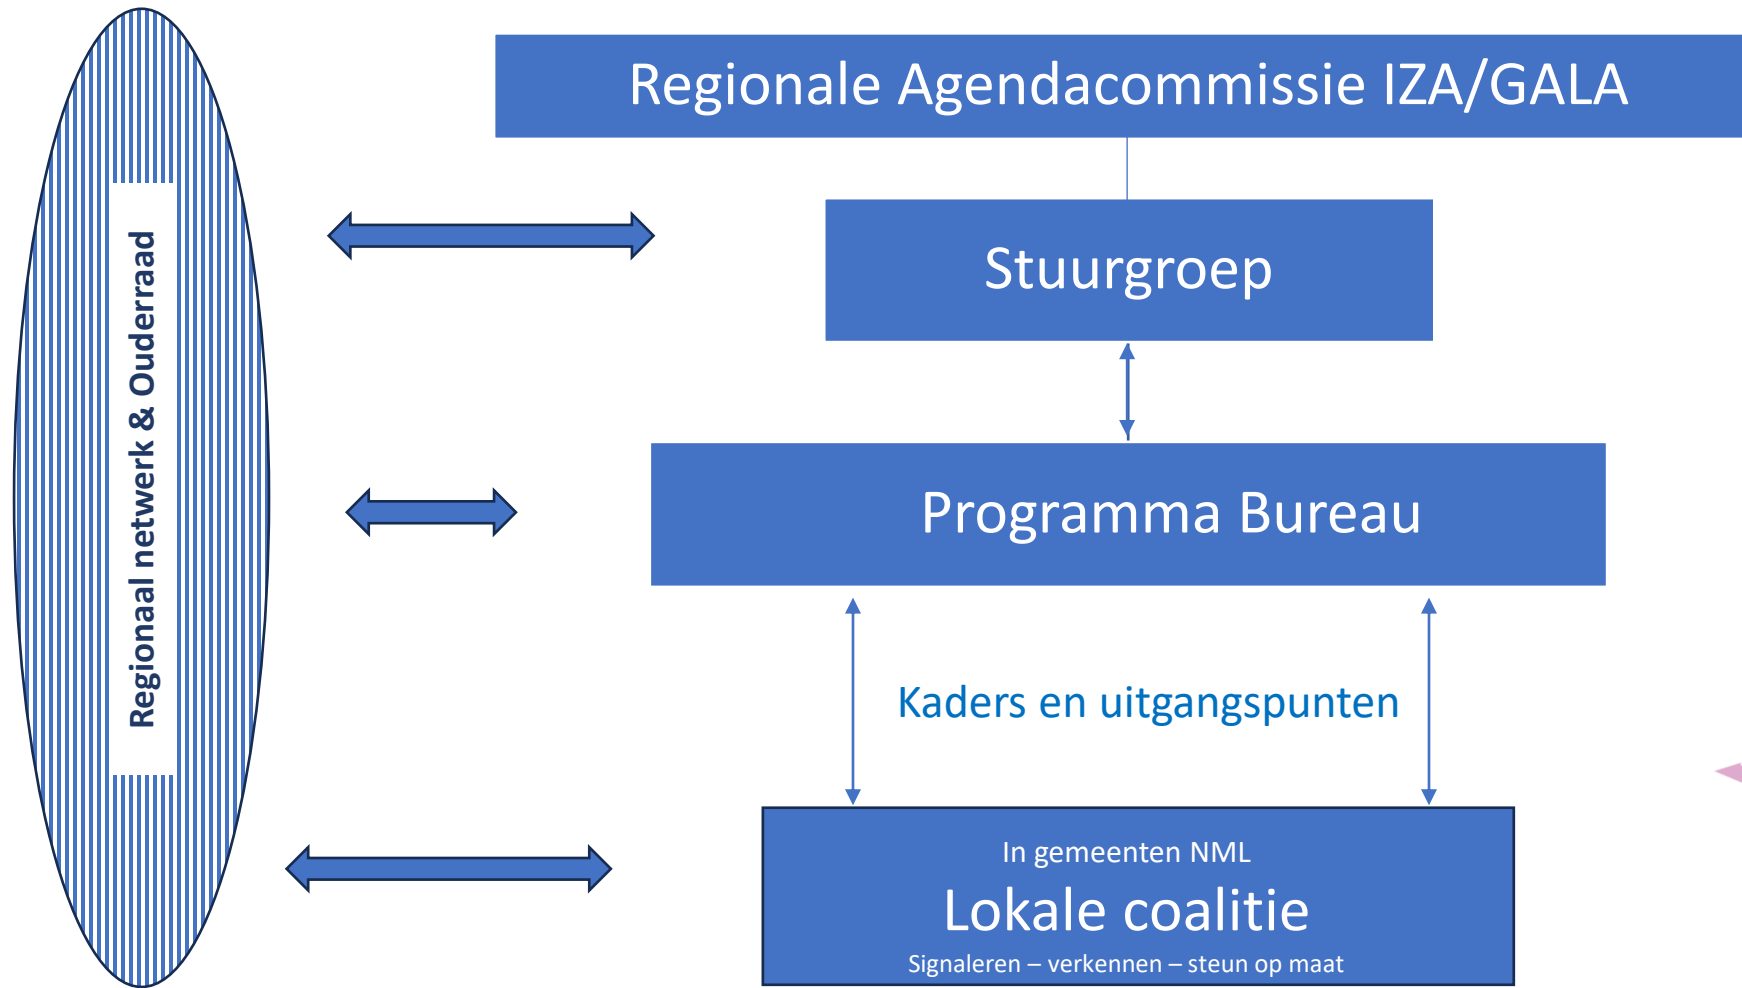 Regionale Agendacommissie IZA/GALA
Stuurgroep
Regionaal netwerk & Ouderraad
Programma Bureau
Kaders en uitgangspunten
In gemeenten NML
Lokale coalitie
Signaleren – verkennen – steun op maat